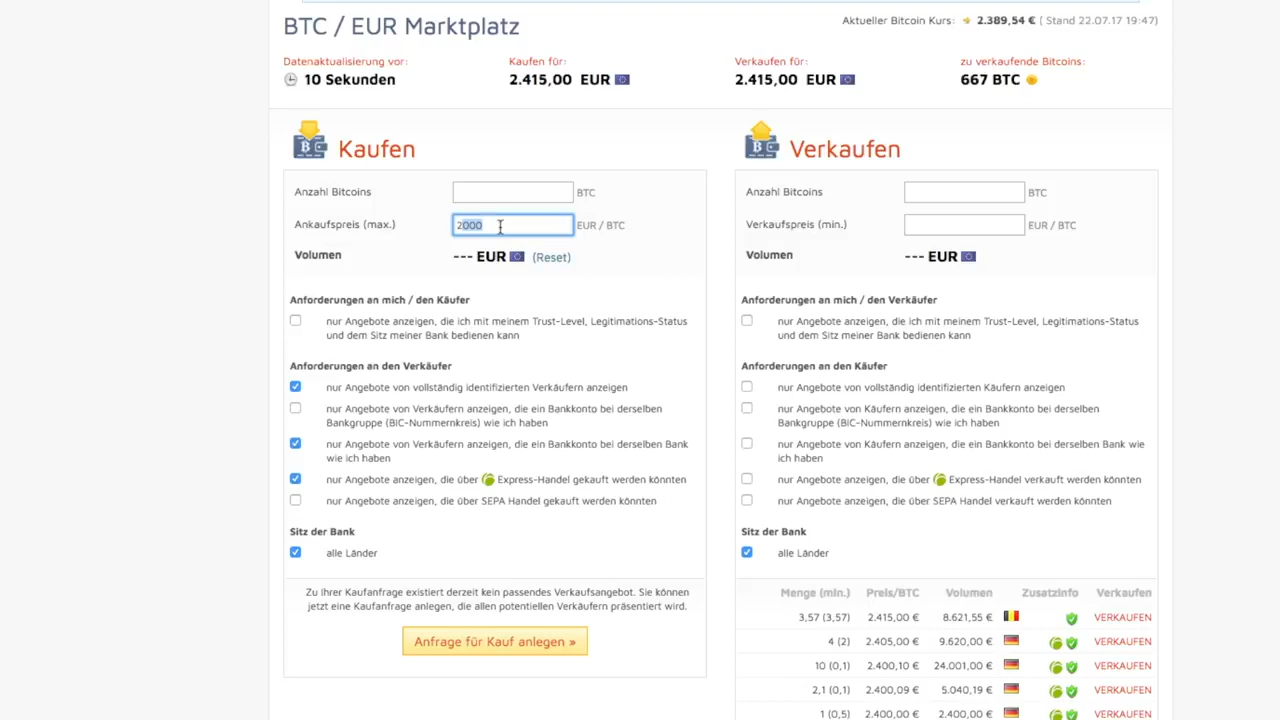 BTC / EUR Marktplatz
Aktueller Bitcoin Kurs: 2.389,54 € ( Stand 22.07.17 19:47)
Datenaktualisierung vor: Kaufen für: Verkaufen für: zu verkaufende Bitcoins:
10 Sekunden 2.415,00 EUR 2.415,00 EUR 667 BTC
Kaufen
Anzahl Bitcoins BTC
Ankaufspreis (max.) 2000 EUR / BTC
Volumen --- EUR (Reset)
Anforderungen an mich / den Käufer
nur Angebote anzeigen, die ich mit meinem Trust-Level, Legitimations-Status
und dem Sitz meiner Bank bedienen kann
Anforderungen an den Verkäufer
nur Angebote von vollständig identifizierten Verkäufern anzeigen
nur Angebote von Verkäufern anzeigen, die ein Bankkonto bei derselben
Bankgruppe (BIC-Nummernkreis) wie ich haben
nur Angebote von Verkäufern anzeigen, die ein Bankkonto bei derselben Bank
wie ich haben
nur Angebote anzeigen, die über Express-Handel gekauft werden könnten
nur Angebote anzeigen, die über SEPA Handel gekauft werden könnten
Sitz der Bank
alle Länder
Zu Ihrer Kaufanfrage existiert derzeit kein passendes Verkaufsangebot. Sie können
jetzt eine Kaufanfrage anlegen, die allen potentiellen Verkäufern präsentiert wird.
Anfrage für Kauf anlegen »
Verkaufen
Anzahl Bitcoins BTC
Verkaufspreis (min.) EUR / BTC
Volumen --- EUR
Anforderungen an mich / den Verkäufer
nur Angebote anzeigen, die ich mit meinem Trust-Level, Legitimations-Status
und dem Sitz meiner Bank bedienen kann
Anforderungen an den Käufer
nur Angebote von vollständig identifizierten Käufern anzeigen
nur Angebote von Käufern anzeigen, die ein Bankkonto bei derselben
Bankgruppe (BIC-Nummernkreis) wie ich haben
nur Angebote von Käufern anzeigen, die ein Bankkonto bei derselben Bank wie
ich haben
nur Angebote anzeigen, die über Express-Handel verkauft werden könnten
nur Angebote anzeigen, die über SEPA Handel verkauft werden könnten
Sitz der Bank
alle Länder
Menge (min.) Preis/BTC Volumen Zusatzinfo Verkaufen
3,57 (3,57) 2.415,00 € 8.621,55 € VERKAUFEN
4 (2) 2.405,00 € 9.620,00 € VERKAUFEN
10 (0,1) 2.400,10 € 24.001,00 € VERKAUFEN
2,1 (0,1) 2.400,09 € 5.040,19 € VERKAUFEN
1 (0,5) 2.400,00 € 2.400,00 € VERKAUFEN